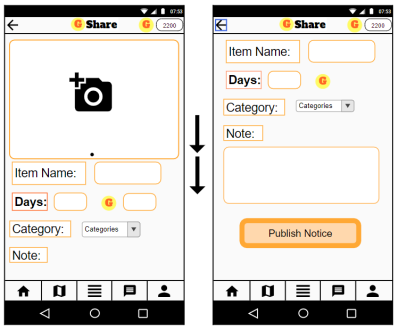 07:53
G Share G 2200
Item Name:
Days: G
Category: Categories
Note:
07:53
G Share G 2200
Item Name:
Days: G
Category: Categories
Note:
Publish Notice